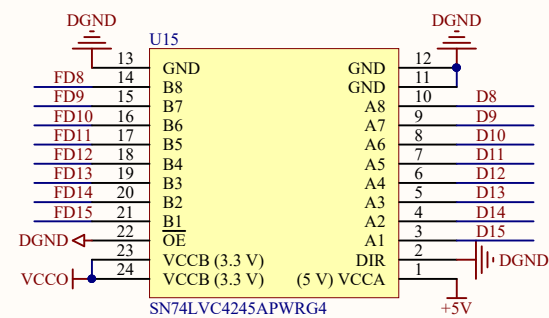 DGND DGND
U15
13 GND GND 12
FD8 14 B8 GND 11
FD9 15 B7 A8 10 D8
FD10 16 B6 A7 9 D9
FD11 17 B5 A6 8 D10
FD12 18 B4 A5 7 D11
FD13 19 B3 A4 6 D12
FD14 20 B2 A3 5 D13
FD15 21 B1 A2 4 D14
DGND 22 OE A1 3 D15
23 VCCB (3.3 V) DIR 2 DGND
VCCO 24 VCCB (3.3 V) (5 V) VCCA 1
SN74LVC4245APWRG4 +5V